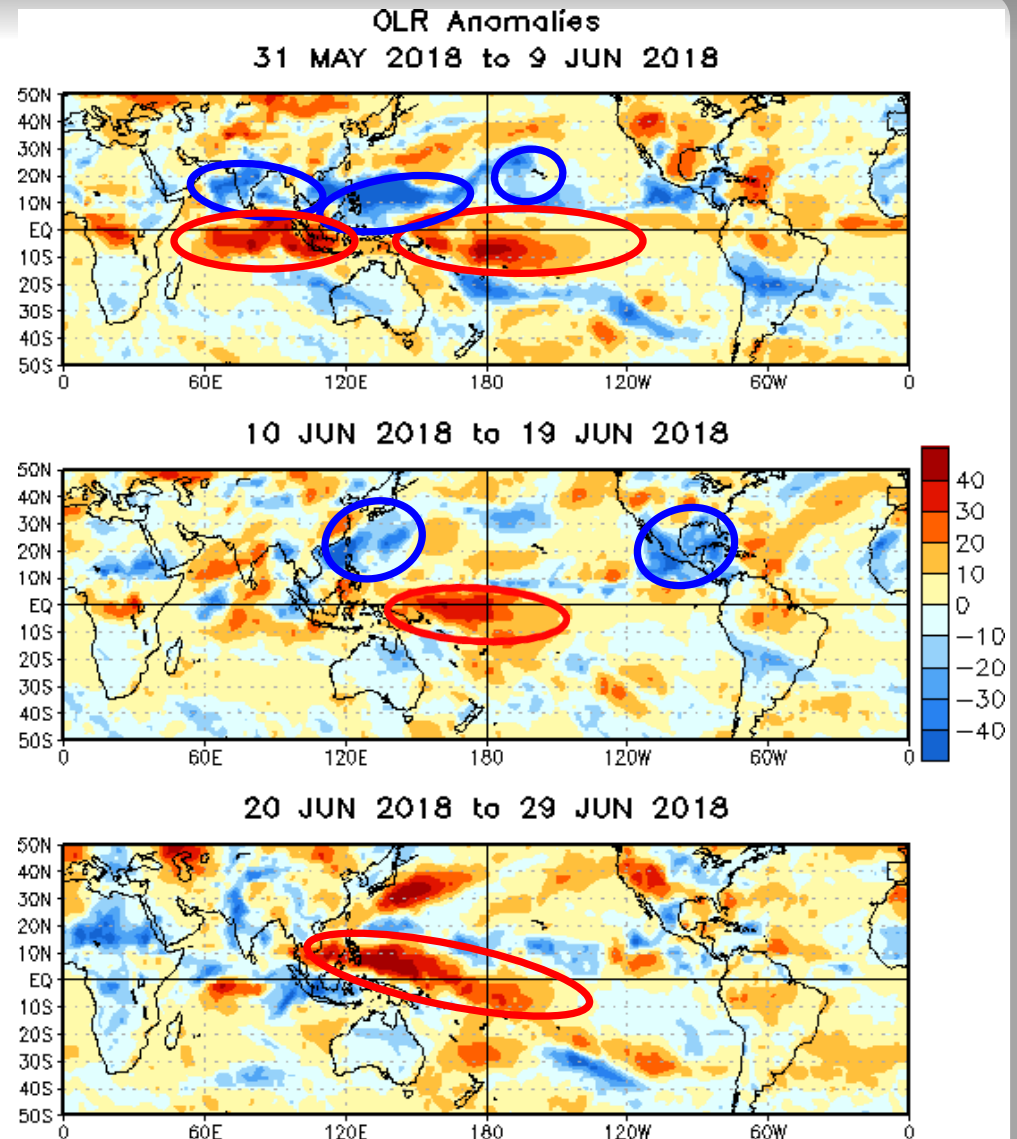 OLR Anomalies
31 MAY 2018 to 9 JUN 2018
50N
40N
30N
20N
10N
EQ
10S
20S
30S
40S
50S
0 60E 120E 180 120W 60W 0
10 JUN 2018 to 19 JUN 2018
50N
40N
30N
20N
10N
EQ
10S
20S
30S
40S
50S
0 60E 120E 180 120W 60W 0
40
30
20
10
0
−10
−20
−30
−40
20 JUN 2018 to 29 JUN 2018
50N
40N
30N
20N
10N
EQ
10S
20S
30S
40S
50S
0 60E 120E 180 120W 60W 0